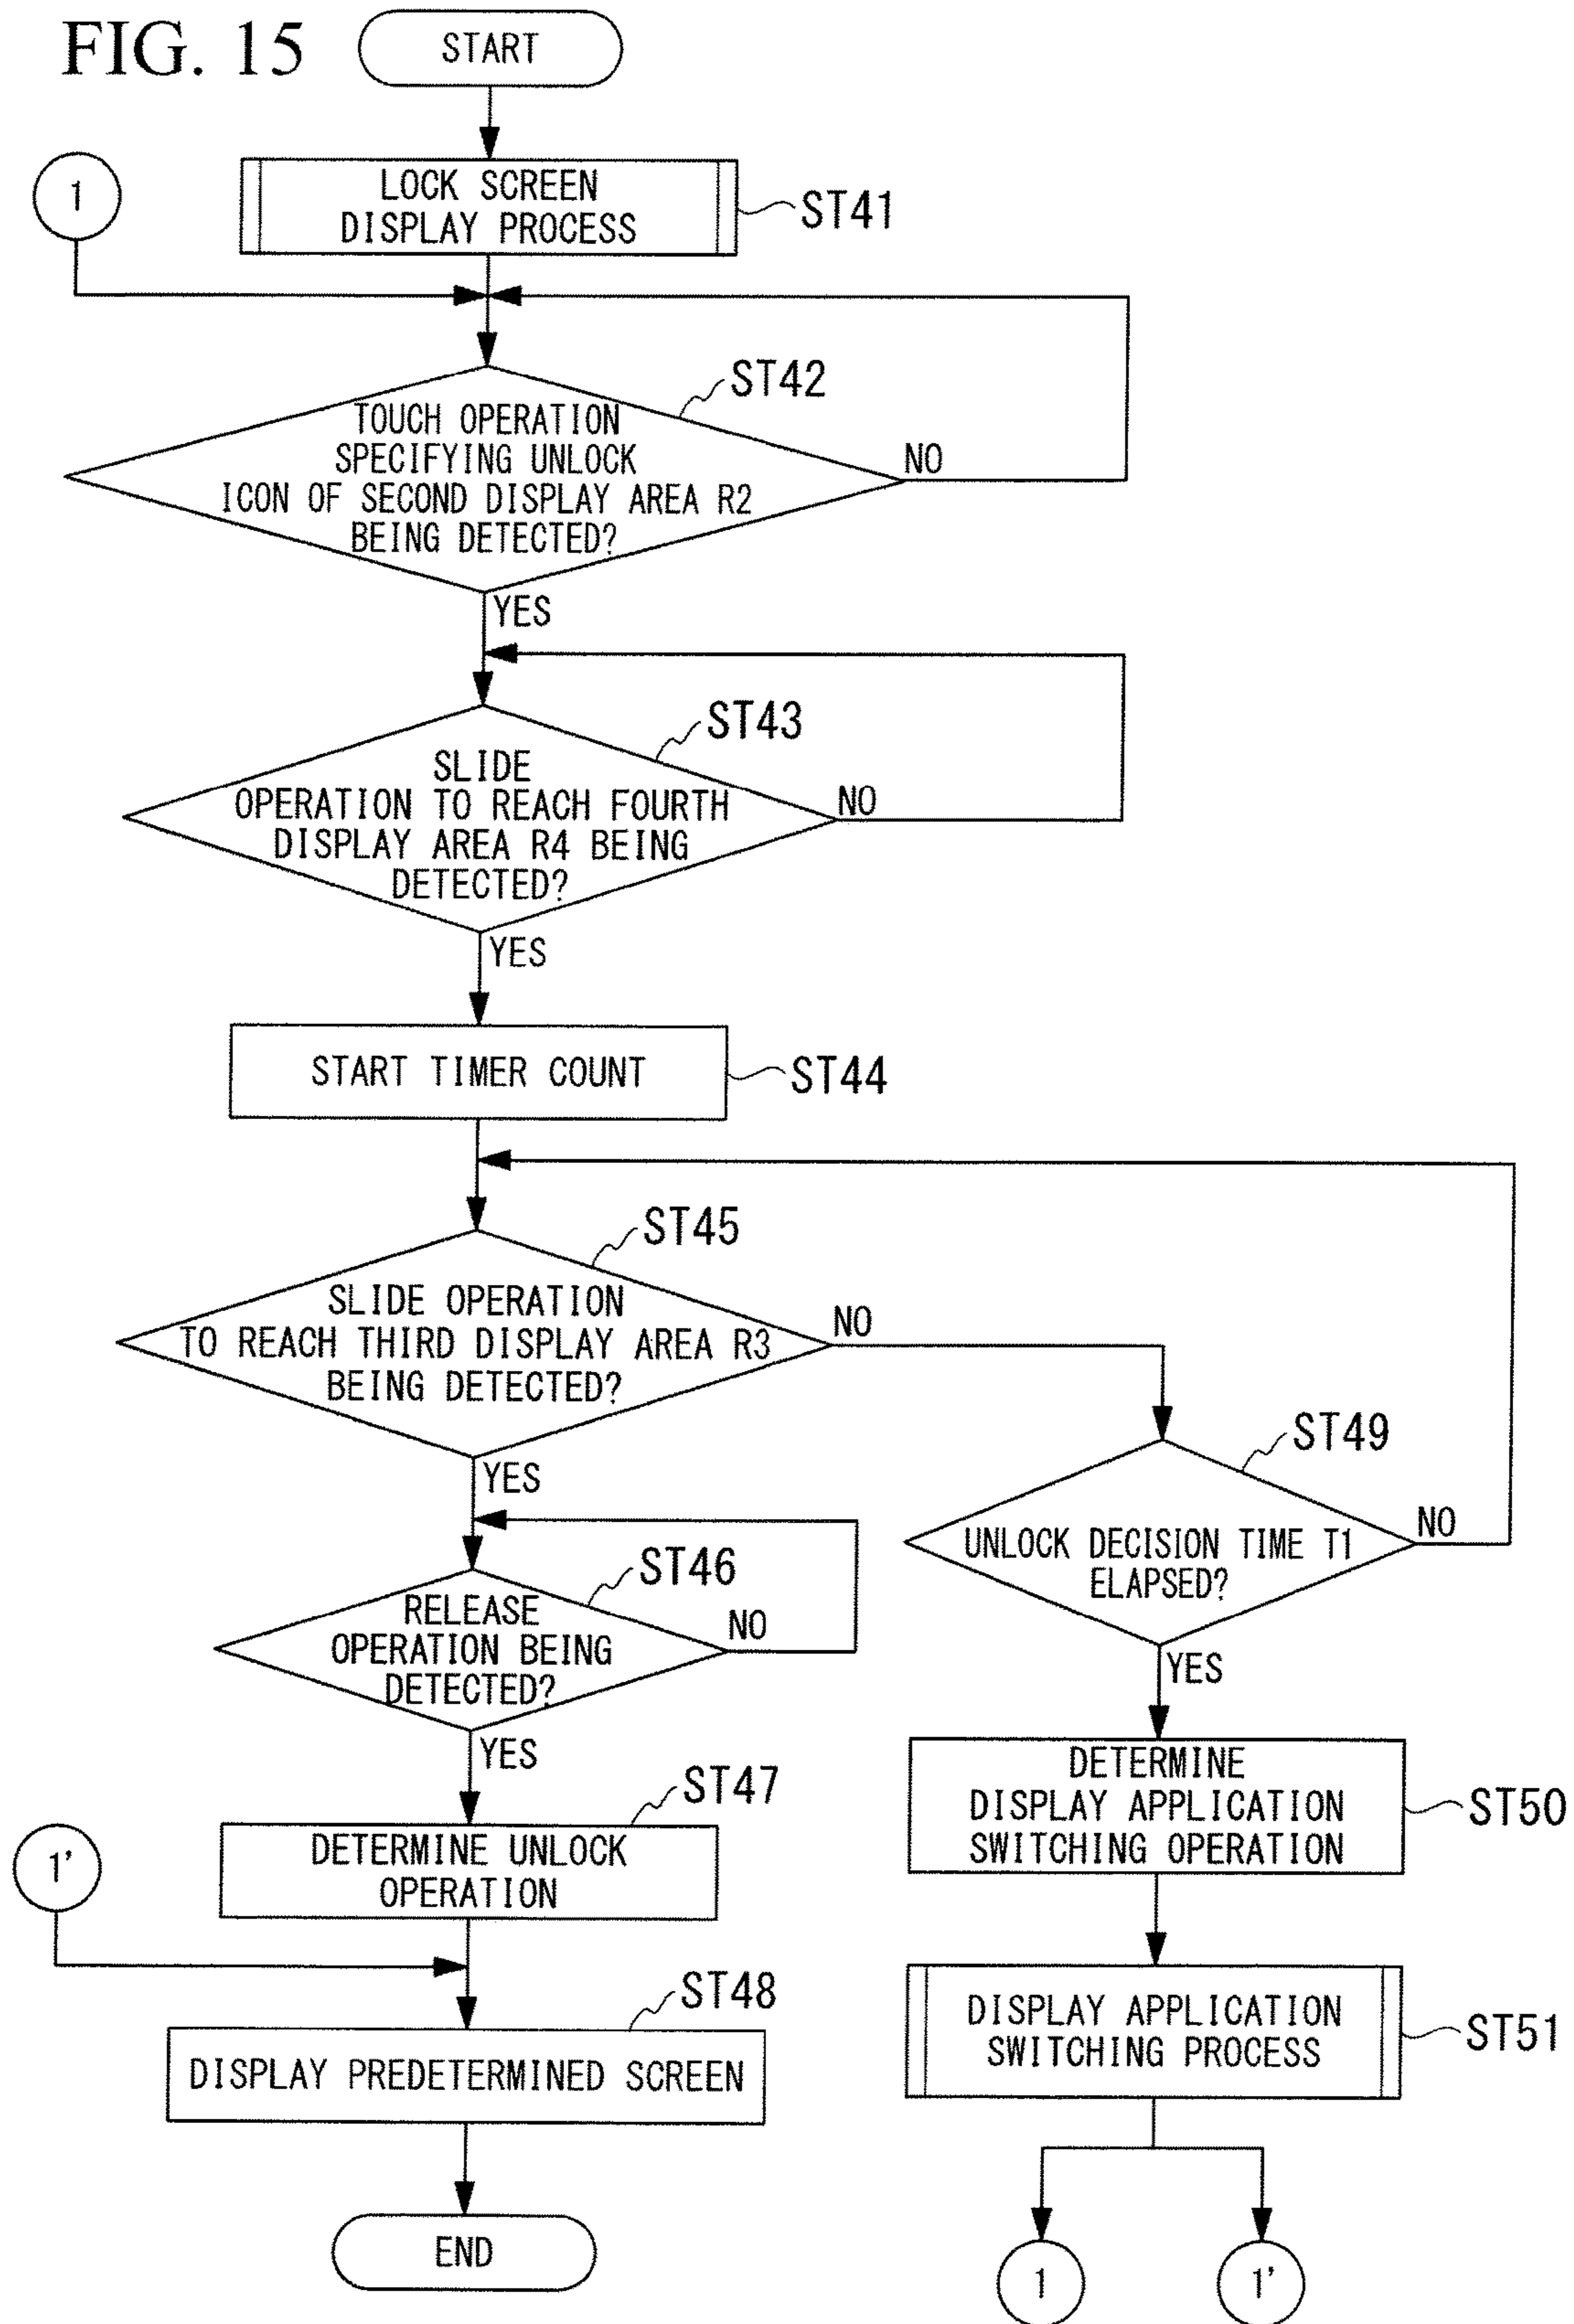 FIG. 15
START
1
LOCK SCREEN
DISPLAY PROCESS
ST41
ST42
TOUCH OPERATION
SPECIFYING UNLOCK
ICON OF SECOND DISPLAY AREA R2
BEING DETECTED?
NO
YES
ST43
SLIDE
OPERATION TO REACH FOURTH
DISPLAY AREA R4 BEING
DETECTED?
NO
YES
START TIMER COUNT
ST44
ST45
SLIDE OPERATION
TO REACH THIRD DISPLAY AREA R3
BEING DETECTED?
NO
YES
ST49
UNLOCK DECISION TIME T1
ELAPSED?
NO
YES
ST46
RELEASE
OPERATION BEING
DETECTED?
NO
YES
ST47
DETERMINE UNLOCK
OPERATION
DETERMINE
DISPLAY APPLICATION
SWITCHING OPERATION
ST50
1'
ST48
DISPLAY PREDETERMINED SCREEN
DISPLAY APPLICATION
SWITCHING PROCESS
ST51
END
1
1'